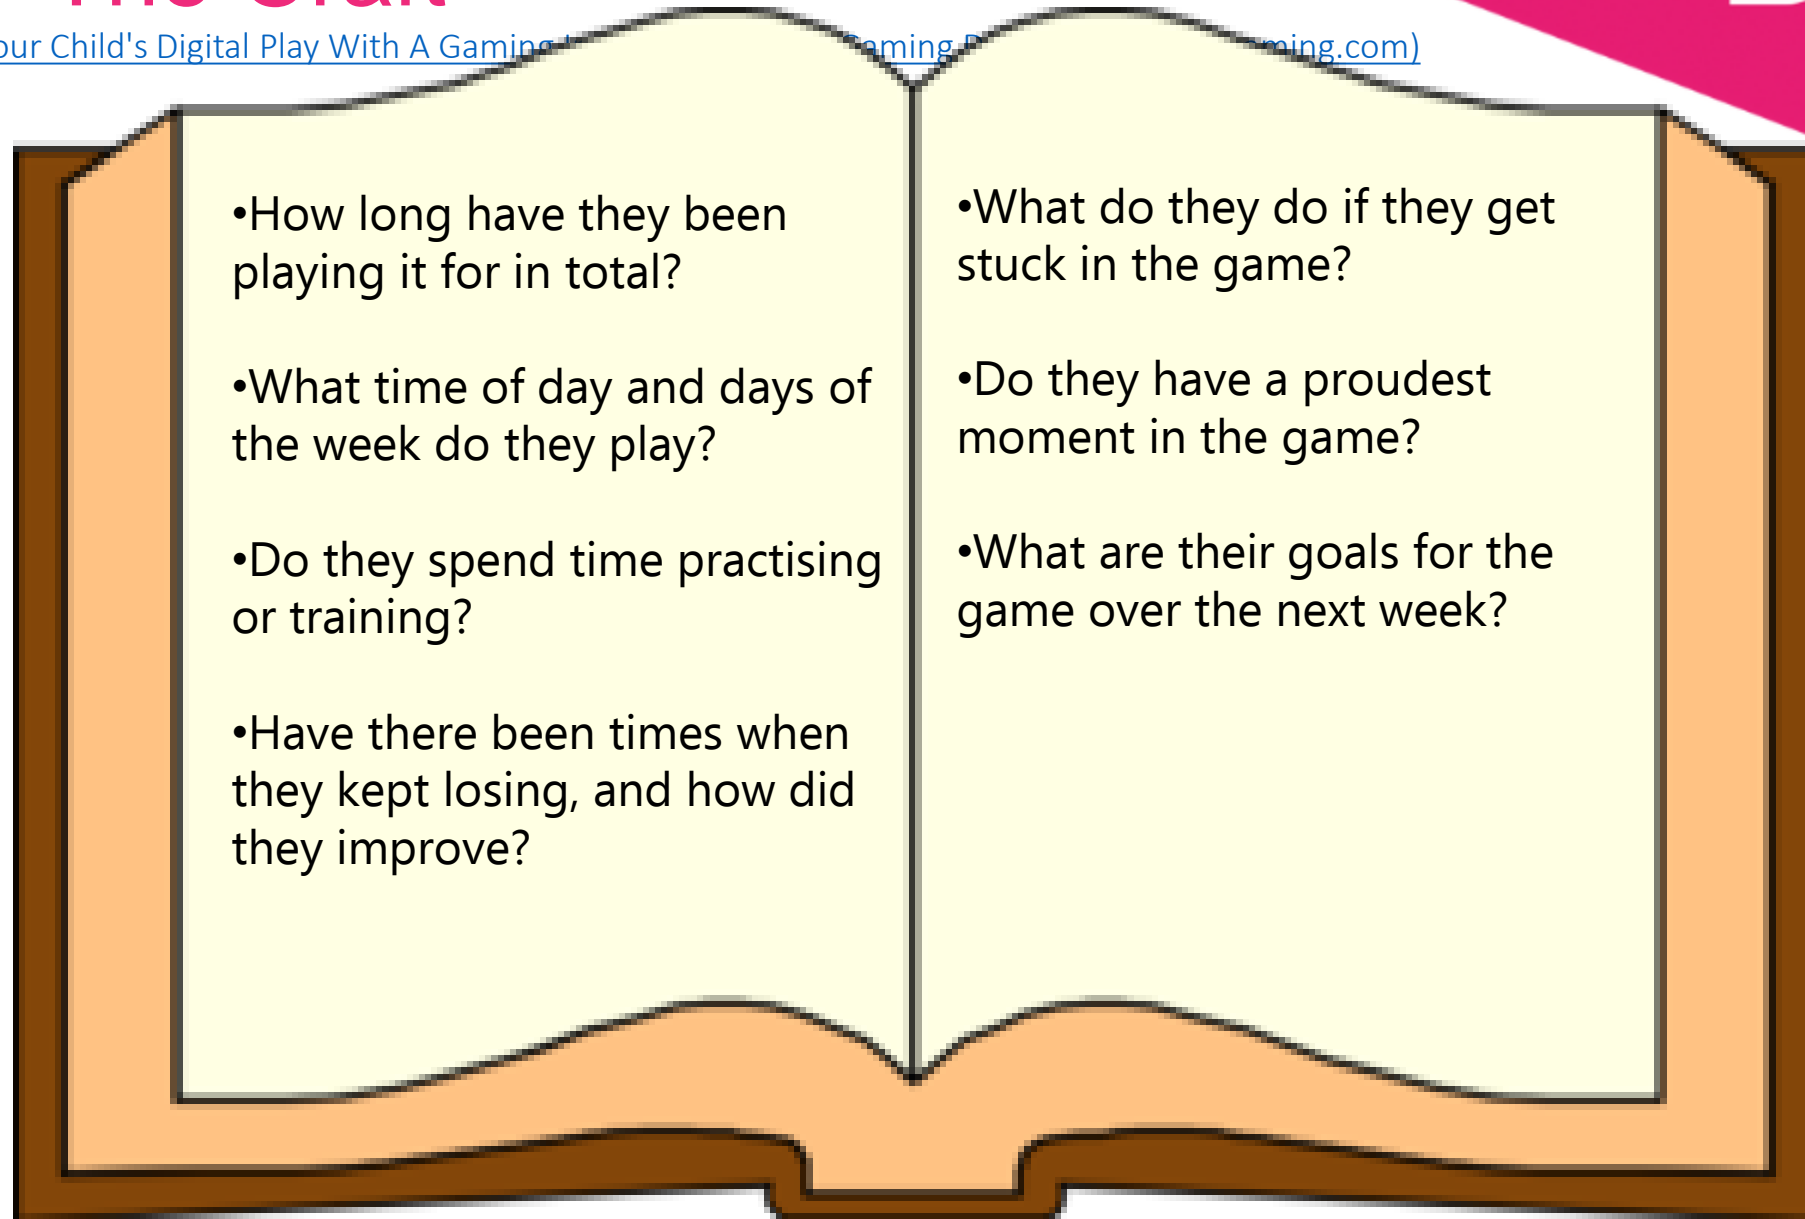 The Craft
our Child's Digital Play With A Gaming Gaming ming.com)
•How long have they been
playing it for in total?
•What time of day and days of
the week do they play?
•Do they spend time practising
or training?
•Have there been times when
they kept losing, and how did
they improve?
•What do they do if they get
stuck in the game?
•Do they have a proudest
moment in the game?
•What are their goals for the
game over the next week?